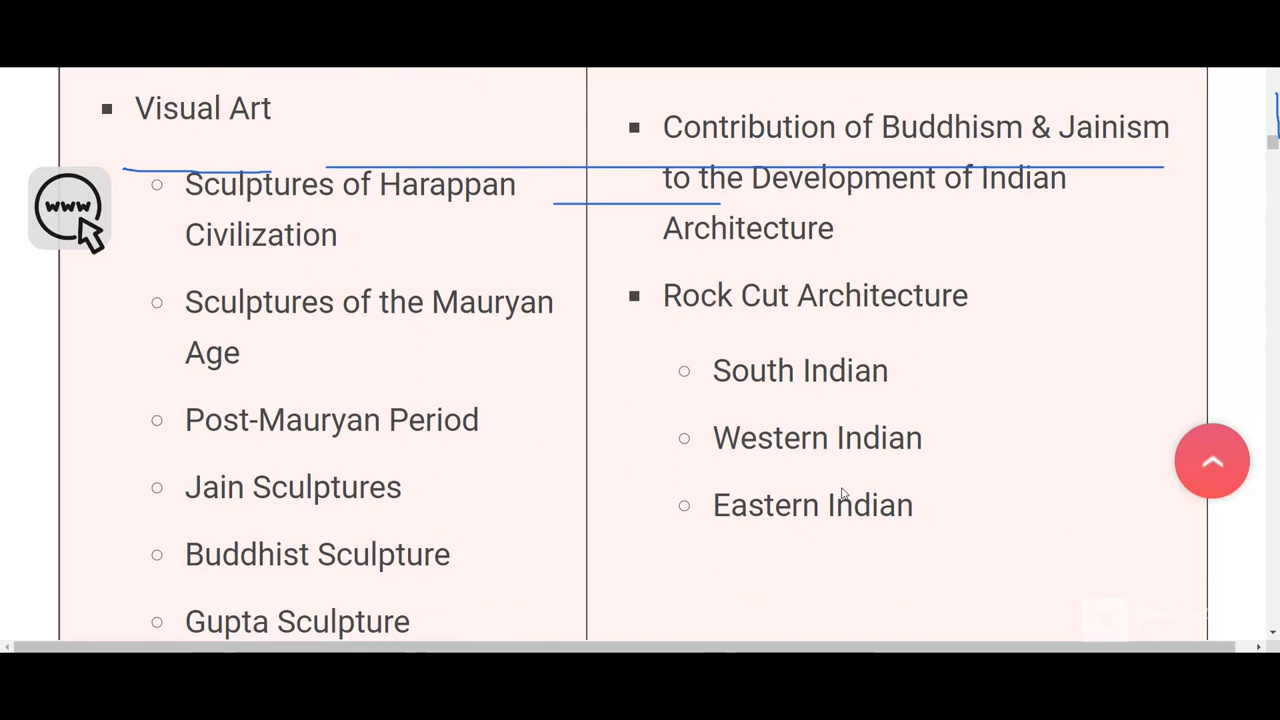 Visual Art
Sculptures of Harappan
Civilization
Sculptures of the Mauryan
Age
Post-Mauryan Period
Jain Sculptures
Buddhist Sculpture
Gupta Sculpture
Contribution of Buddhism & Jainism
to the Development of Indian
Architecture
Rock Cut Architecture
South Indian
Western Indian
Eastern Indian
www